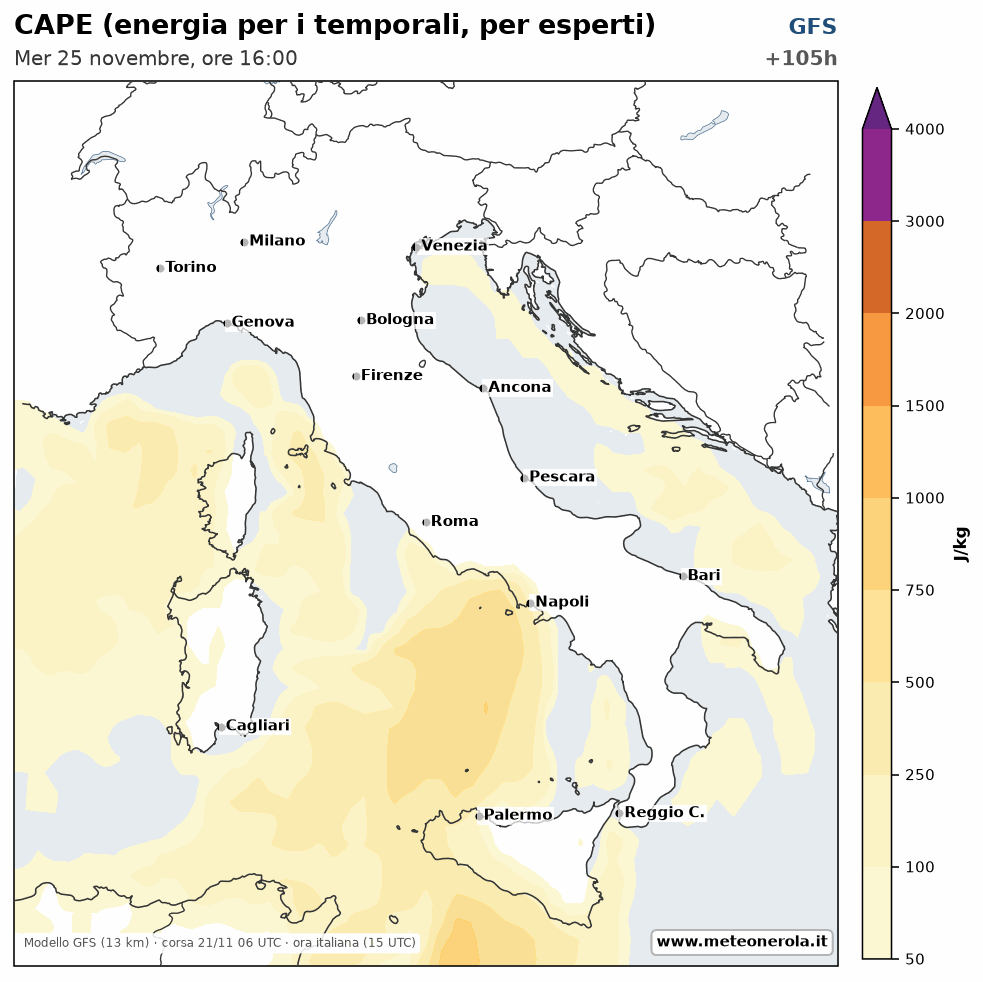 CAPE (energia per i temporali, per esperti)
GFS
Mer 25 novembre, ore 16:00
+105h
4000
3000
2000
1500
1000
750
500
250
100
50
J/kg
Milano
Venezia
Torino
Genova
Bologna
Firenze
Ancona
Pescara
Roma
Bari
Napoli
Cagliari
Palermo
Reggio C.
Modello GFS (13 km) · corsa 21/11 06 UTC · ora italiana (15 UTC)
www.meteonerola.it